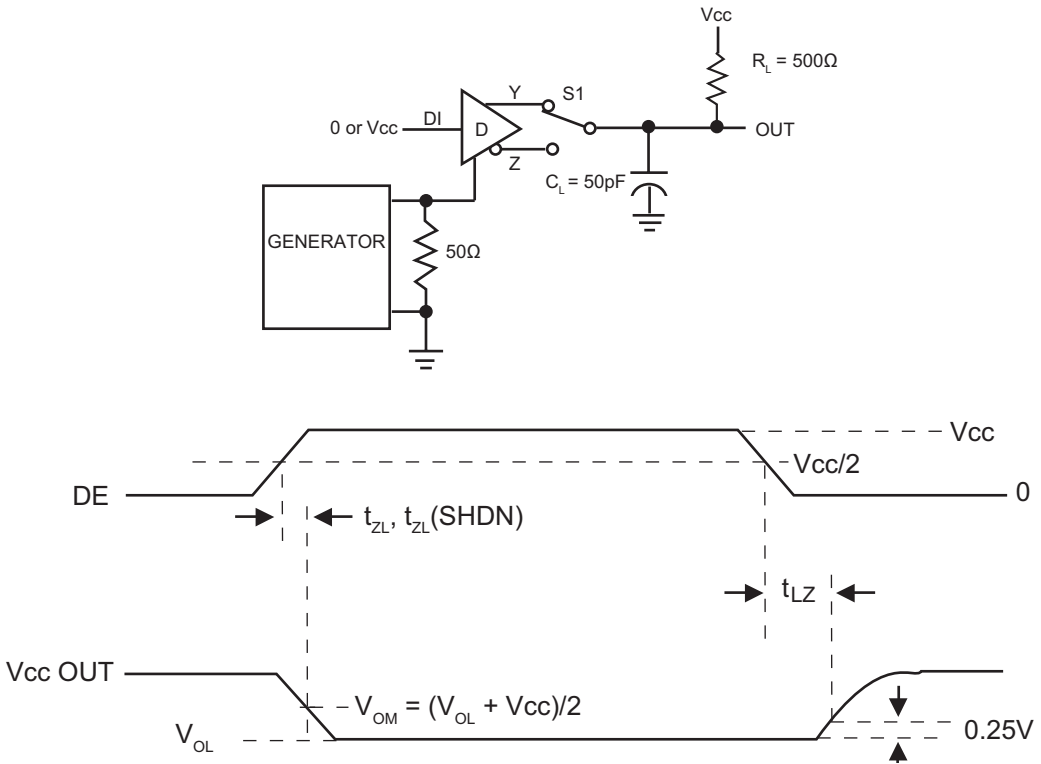 Vcc
R_L = 500Ω
Y
S1
0 or Vcc
DI
D
OUT
Z
C_L = 50pF
GENERATOR
50Ω
Vcc
Vcc/2
DE
0
t_ZL, t_ZL(SHDN)
t_LZ
Vcc OUT
V_OM = (V_OL + Vcc)/2
V_OL
0.25V